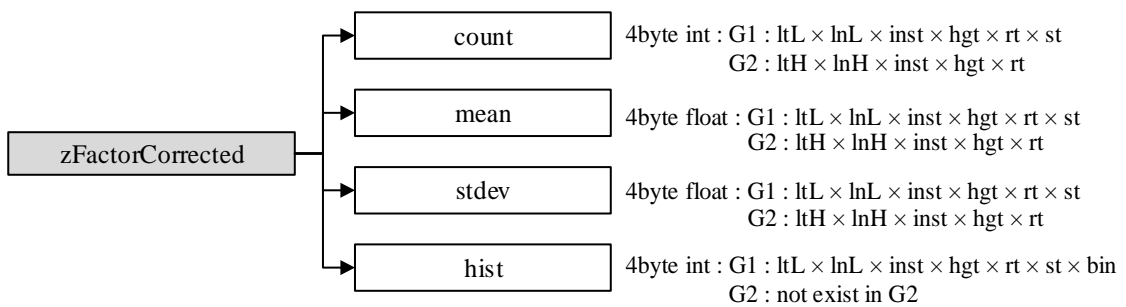 count
4byte int : G1 : ltL × lnL × inst × hgt × rt × st
G2 : ltH × lnH × inst × hgt × rt
mean
4byte float : G1 : ltL × lnL × inst × hgt × rt × st
G2 : ltH × lnH × inst × hgt × rt
zFactorCorrected
stdev
4byte float : G1 : ltL × lnL × inst × hgt × rt × st
G2 : ltH × lnH × inst × hgt × rt
hist
4byte int : G1 : ltL × lnL × inst × hgt × rt × st × bin
G2 : not exist in G2